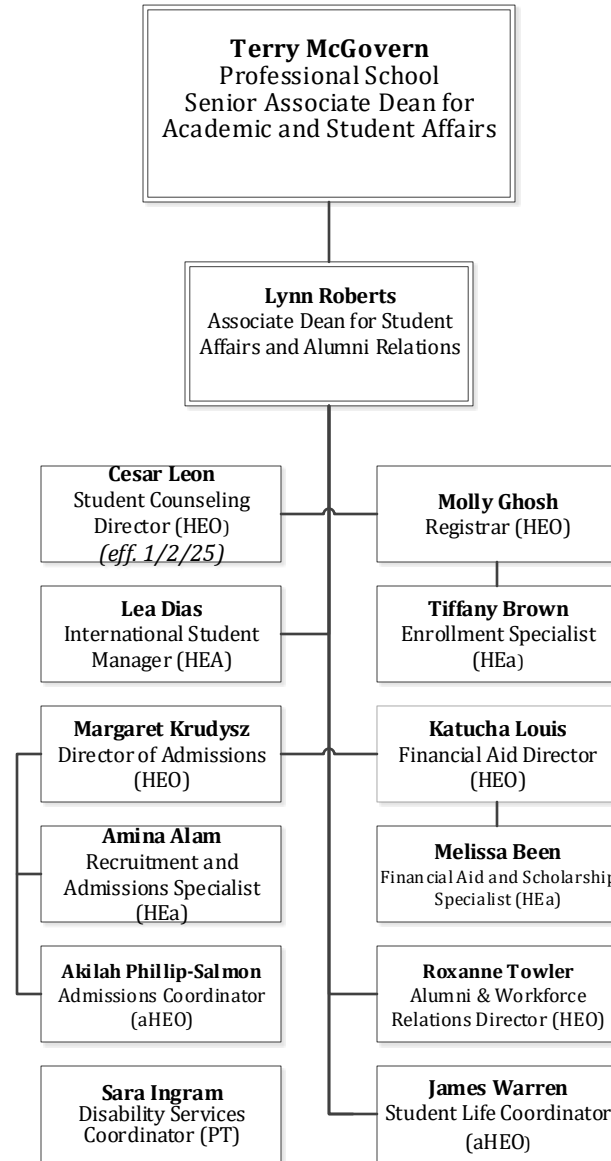 Terry McGovern
Professional School
Senior Associate Dean for
Academic and Student Affairs
Lynn Roberts
Associate Dean for Student
Affairs and Alumni Relations
Cesar Leon
Student Counseling
Director (HEO)
(eff. 1/2/25)
Molly Ghosh
Registrar (HEO)
Lea Dias
International Student
Manager (HEA)
Tiffany Brown
Enrollment Specialist
(HEa)
Margaret Krudysz
Director of Admissions
(HEO)
Katucha Louis
Financial Aid Director
(HEO)
Amina Alam
Recruitment and
Admissions Specialist
(HEa)
Melissa Been
Financial Aid and Scholarship
Specialist (HEa)
Akilah Phillip-Salmon
Admissions Coordinator
(aHEO)
Roxanne Towler
Alumni & Workforce
Relations Director (HEO)
Sara Ingram
Disability Services
Coordinator (PT)
James Warren
Student Life Coordinator
(aHEO)